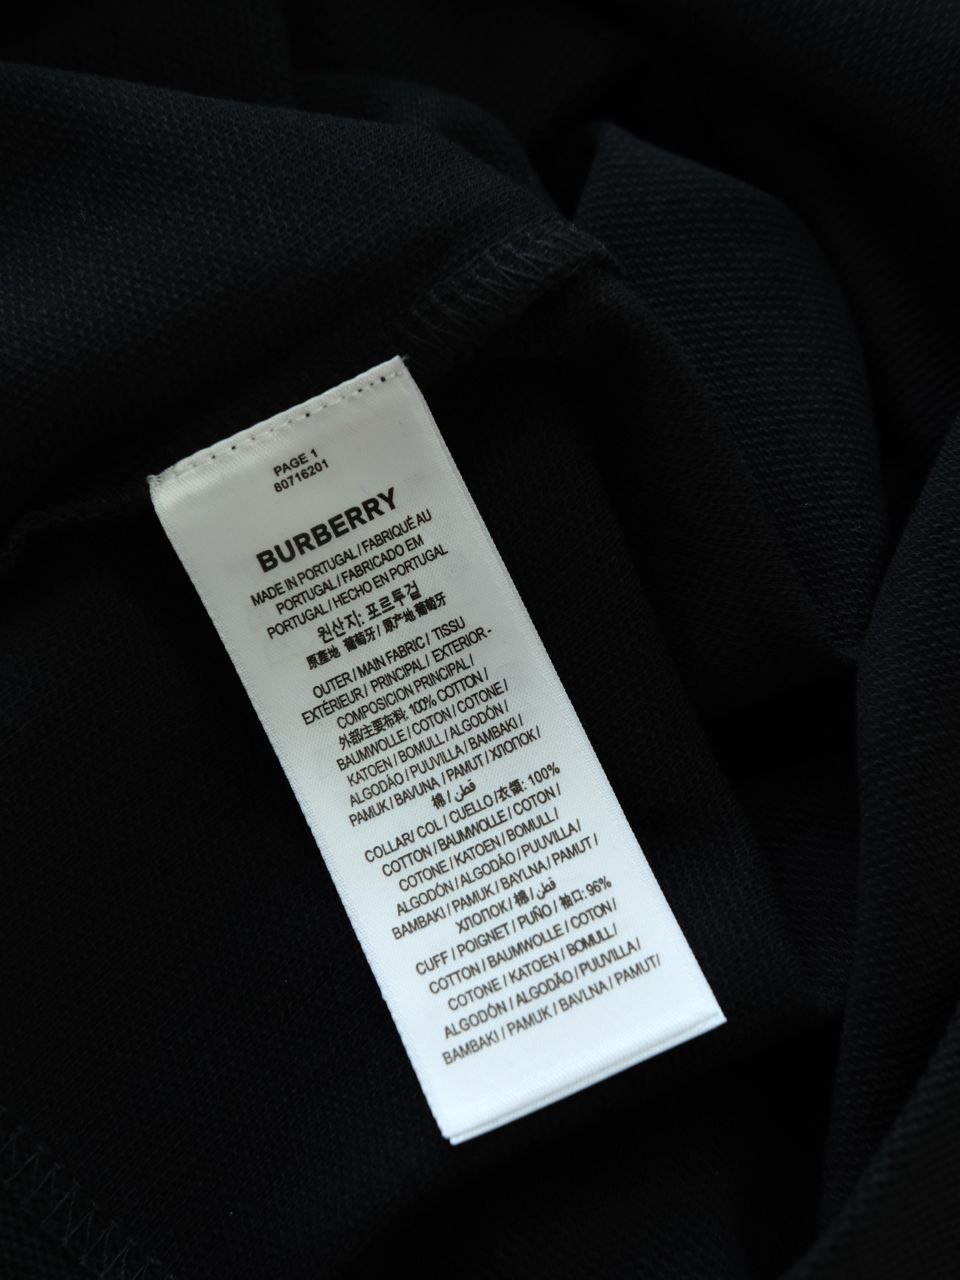 PAGE 1
80716201
BURBERRY
MADE IN PORTUGAL / FABRIQUÉ AU
PORTUGAL / FABRICADO EM
PORTUGAL / HECHO EN PORTUGAL
원산지: 포르투걸
原產地 葡萄牙 / 原产地 葡萄牙
OUTER / MAIN FABRIC / TISSU
EXTÉRIEUR / PRINCIPAL / EXTERIOR -
COMPOSICION PRINCIPAL /
外部/主要布料: 100% COTTON /
BAUMWOLLE / COTON / COTONE /
KATOEN / BOMULL / ALGODÓN /
ALGODÃO / PUUVILLA / BAMBAKI /
PAMUK / BAVLNA / PAMUT / ХЛОПОК /
棉 / قطن
COLLAR/ COL / CUELLO /衣領: 100%
COTTON / BAUMWOLLE / COTON /
COTONE / KATOEN / BOMULL /
ALGODÓN / ALGODÃO / PUUVILLA /
BAMBAKI / PAMUK / BAVLNA / PAMUT /
ХЛОПОК / 棉 / قطن
CUFF / POIGNET / PUÑO / 袖口: 96%
COTTON / BAUMWOLLE / COTON /
COTONE / KATOEN / BOMULL /
ALGODÓN / ALGODÃO / PUUVILLA /
BAMBAKI / PAMUK / BAVLNA / PAMUT/